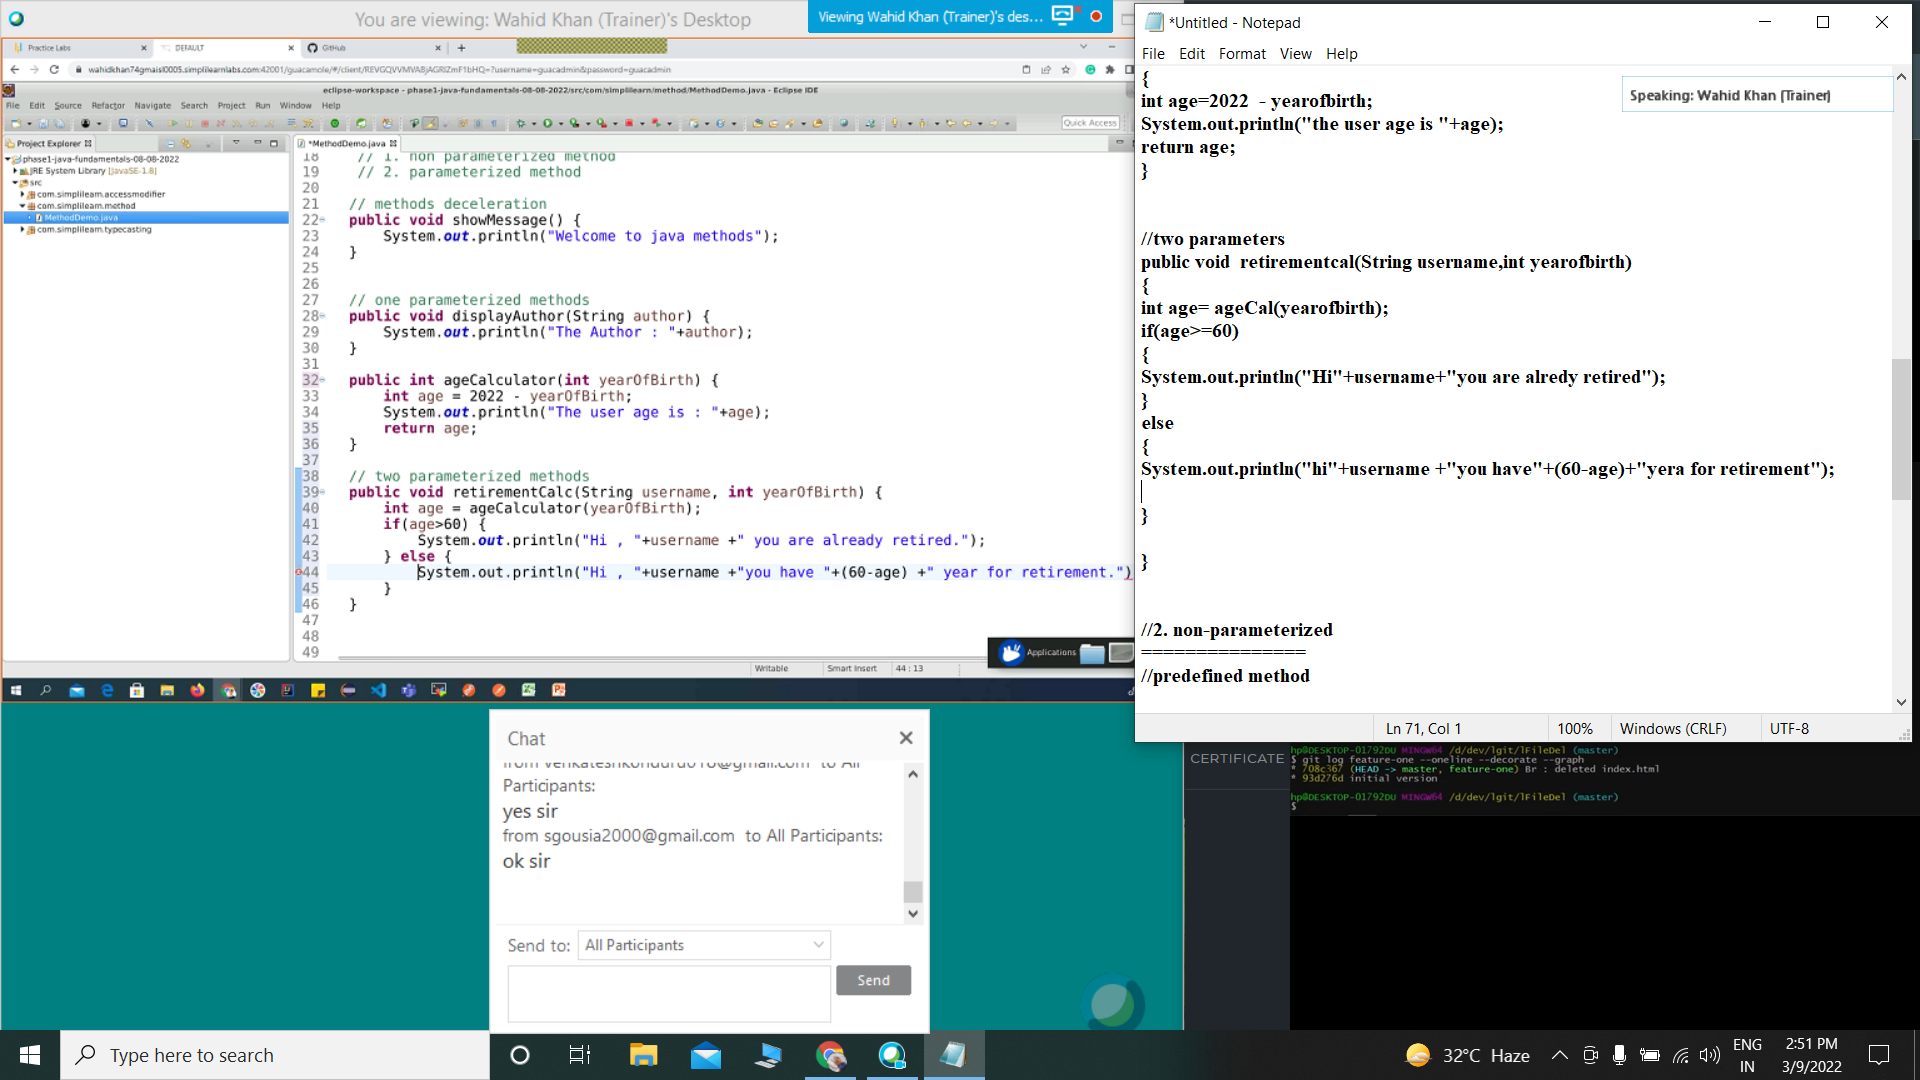 You are viewing: Wahid Khan (Trainer)'s Desktop
Viewing Wahid Khan (Trainer)'s des...
Practice Labs
DEFAULT
GitHub
wahidkhan74gmail
eclipse-workspace - phase1-java-fundamentals-08-08-2022/src/com/simplilearn/method/MethodDemo.java - Eclipse IDE
File Edit Source Refactor Navigate Search Project Run Window Help
Quick Access
Project Explorer
phase1-java-fundamentals-08-08-2022
JRE System Library [JavaSE-1.8]
src
com.simplilearn.accessmodifier
com.simplilearn.method
MethodDemo.java
com.simplilearn.typecasting
*MethodDemo.java
18 // 1. non parameterized method
19 // 2. parameterized method
20
21 // methods deceleration
22 public void showMessage() {
23 System.out.println("Welcome to java methods");
24 }
25
26
27 // one parameterized methods
28 public void displayAuthor(String author) {
29 System.out.println("The Author : "+author);
30 }
31
32 public int ageCalculator(int yearOfBirth) {
33 int age = 2022 - yearOfBirth;
34 System.out.println("The user age is : "+age);
35 return age;
36 }
37
38 // two parameterized methods
39 public void retirementCalc(String username, int yearOfBirth) {
40 int age = ageCalculator(yearOfBirth);
41 if(age>60) {
42 System.out.println("Hi , "+username +" you are already retired.");
43 } else {
44 System.out.println("Hi , "+username +"you have "+(60-age) +" year for retirement.")
45 }
46 }
47
48
49
Writable Smart Insert 44 : 13
Applications
*Untitled - Notepad
File Edit Format View Help
Speaking: Wahid Khan (Trainer)
{
int age=2022  - yearofbirth;
System.out.println("the user age is "+age);
return age;
}
//two parameters
public void  retirementcal(String username,int yearofbirth)
{
int age= ageCal(yearofbirth);
if(age>=60)
{
System.out.println("Hi"+username+"you are alredy retired");
}
else
{
System.out.println("hi"+username +"you have"+(60-age)+"yera for retirement");
}
}
//2. non-parameterized
===============
//predefined method
Ln 71, Col 1 100% Windows (CRLF) UTF-8
CERTIFICATE
hp@DESKTOP-01792DU MINGW64 /d/dev/lgit/lFileDel (master)
$ git log feature-one --oneline --decorate --graph
* 708c367 (HEAD -> master, feature-one) Br : deleted index.html
* 93d276d initial version
hp@DESKTOP-01792DU MINGW64 /d/dev/lgit/lFileDel (master)
$
Chat
to All
Participants:
yes sir
from sgousia2000@gmail.com to All Participants:
ok sir
Send to: All Participants
Send
Type here to search
32°C Haze
ENG
IN
2:51 PM
3/9/2022